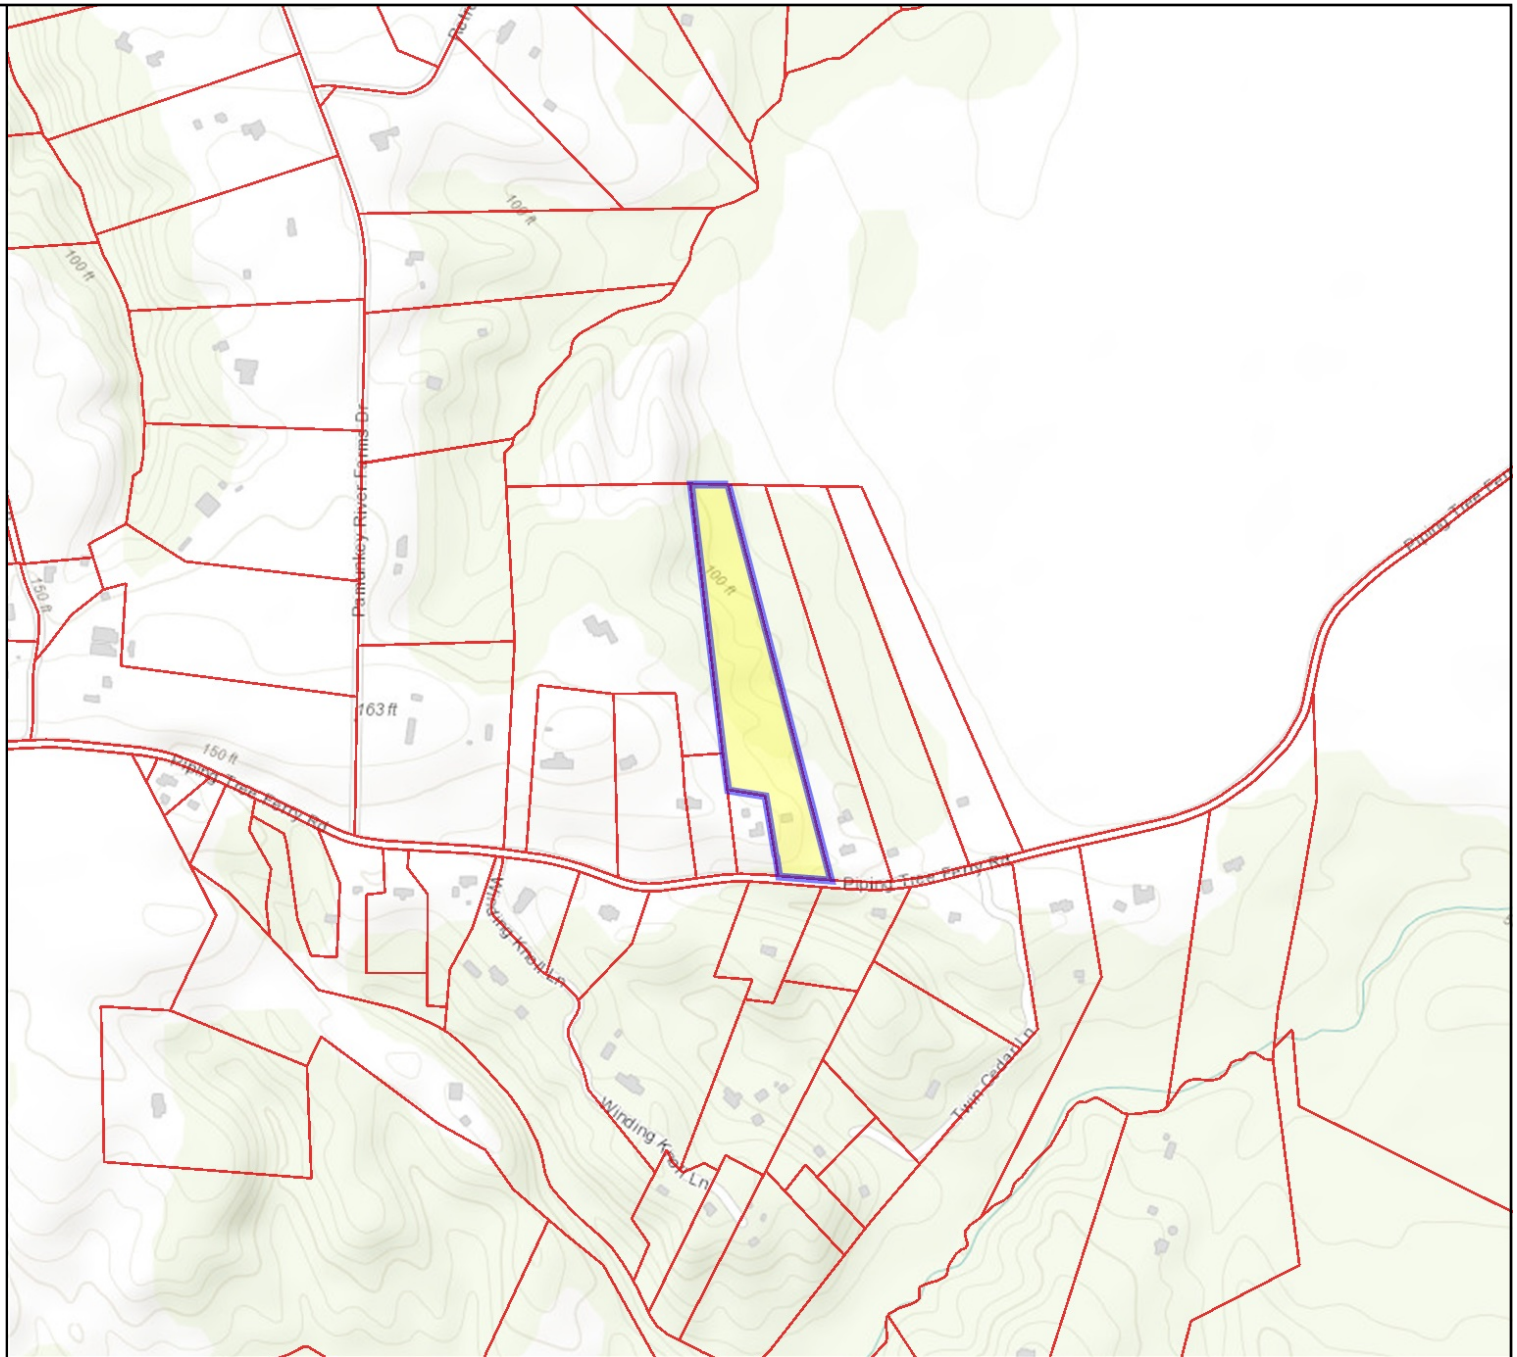 100 ft
100 ft
Pamunkey River Farms Dr
Piping Tree Fer
150 ft
100 ft
163 ft
150 ft
Piping Tree Ferry Rd
Piping Tree Ferry Rd
Winding Knoll Ln
Twin Cedar Ln
Winding Knoll Ln